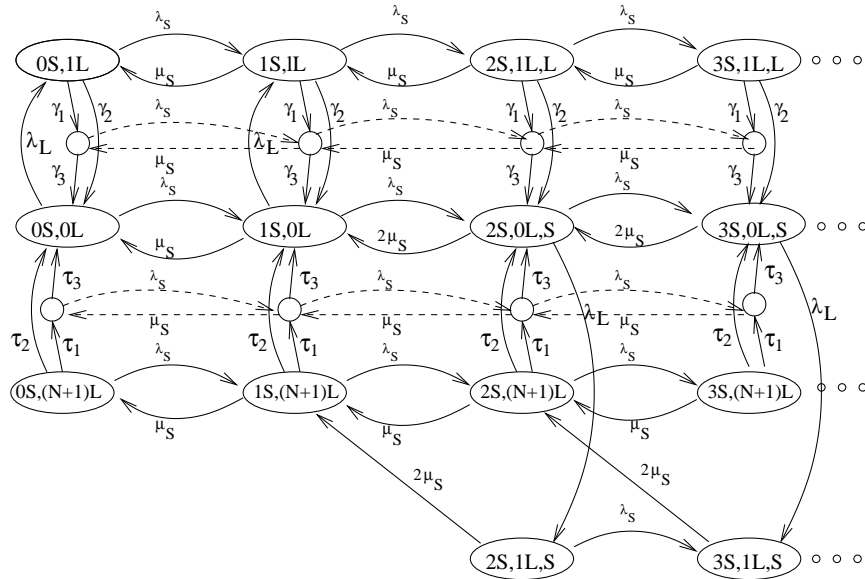 λS λS λS
0S,1L 1S,lL 2S,1L,L 3S,1L,L
μS μS μS
γ1 γ2 γ1 γ2 γ1 γ2 γ1 γ2
λS λS λS
λL λL
μS μS μS
γ3 γ3 γ3 γ3
λS λS λS
0S,0L 1S,0L 2S,0L,S 3S,0L,S
μS 2μS 2μS
τ3 τ3 τ3 τ3
λS λS λS
λL λL
μS μS μS
τ2 τ1 τ2 τ1 τ2 τ1 τ2 τ1
λS λS λS
0S,(N+1)L 1S,(N+1)L 2S,(N+1)L 3S,(N+1)L
μS μS μS
2μS 2μS
λS
2S,1L,S 3S,1L,S